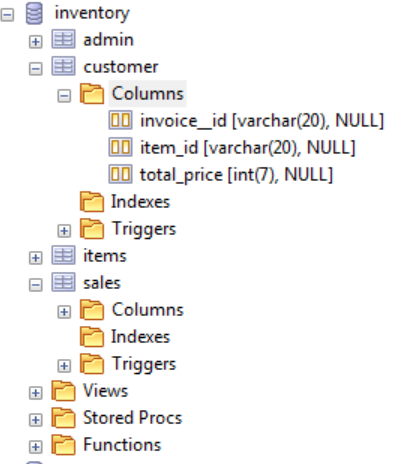 inventory
admin
customer
Columns
invoice__id [varchar(20), NULL]
item_id [varchar(20), NULL]
total_price [int(7), NULL]
Indexes
Triggers
items
sales
Columns
Indexes
Triggers
Views
Stored Procs
Functions